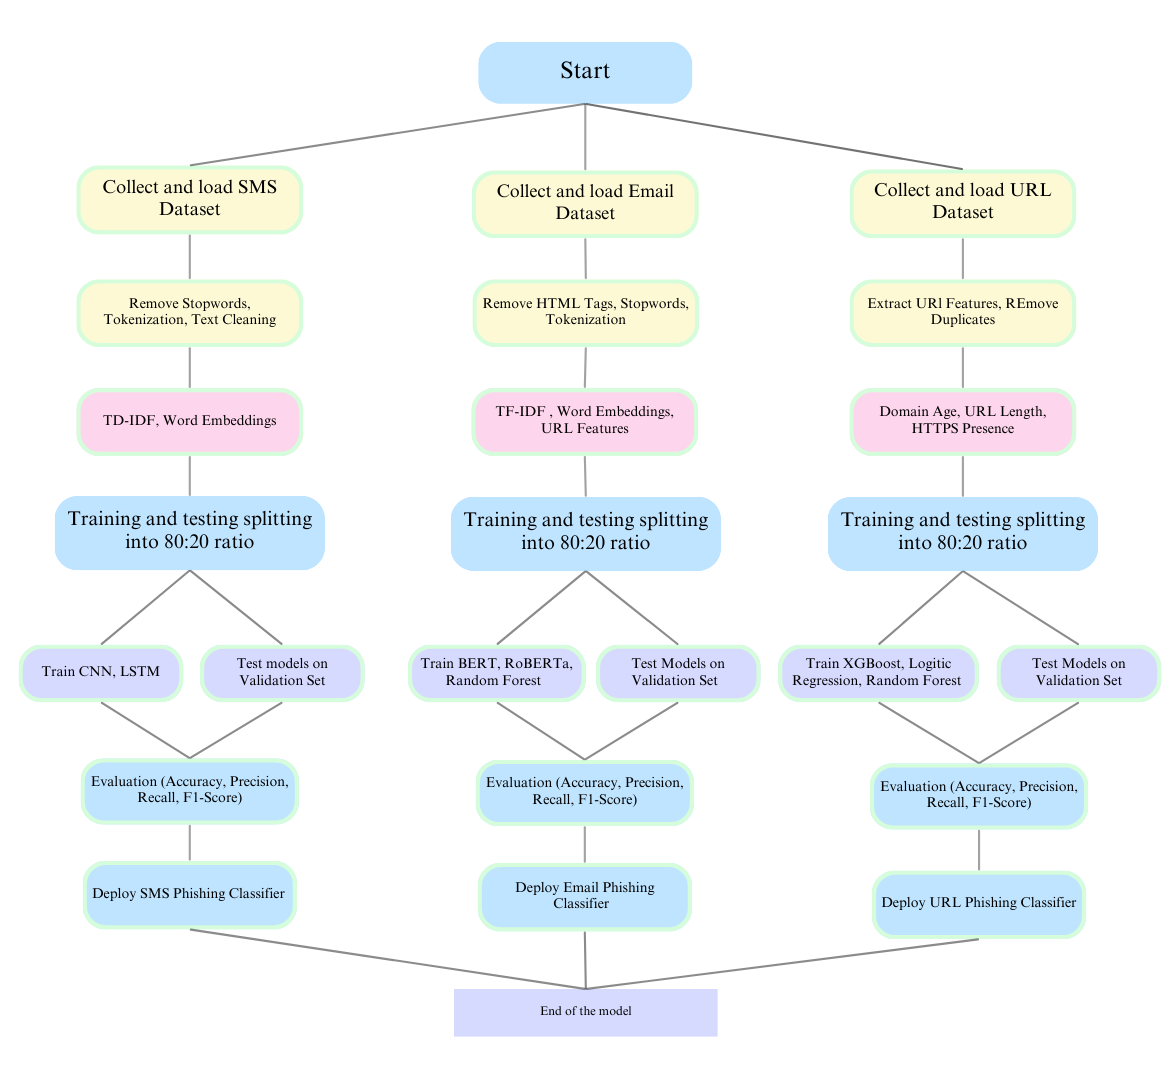 Start
Collect and load SMS
Dataset
Collect and load Email
Dataset
Collect and load URL
Dataset
Remove Stopwords,
Tokenization, Text Cleaning
Remove HTML Tags, Stopwords,
Tokenization
Extract URl Features, REmove
Duplicates
TD-IDF, Word Embeddings
TF-IDF , Word Embeddings,
URL Features
Domain Age, URL Length,
HTTPS Presence
Training and testing splitting
into 80:20 ratio
Training and testing splitting
into 80:20 ratio
Training and testing splitting
into 80:20 ratio
Train CNN, LSTM
Test models on
Validation Set
Train BERT, RoBERTa,
Random Forest
Test Models on
Validation Set
Train XGBoost, Logitic
Regression, Random Forest
Test Models on
Validation Set
Evaluation (Accuracy, Precision,
Recall, F1-Score)
Evaluation (Accuracy, Precision,
Recall, F1-Score)
Evaluation (Accuracy, Precision,
Recall, F1-Score)
Deploy SMS Phishing Classifier
Deploy Email Phishing
Classifier
Deploy URL Phishing Classifier
End of the model